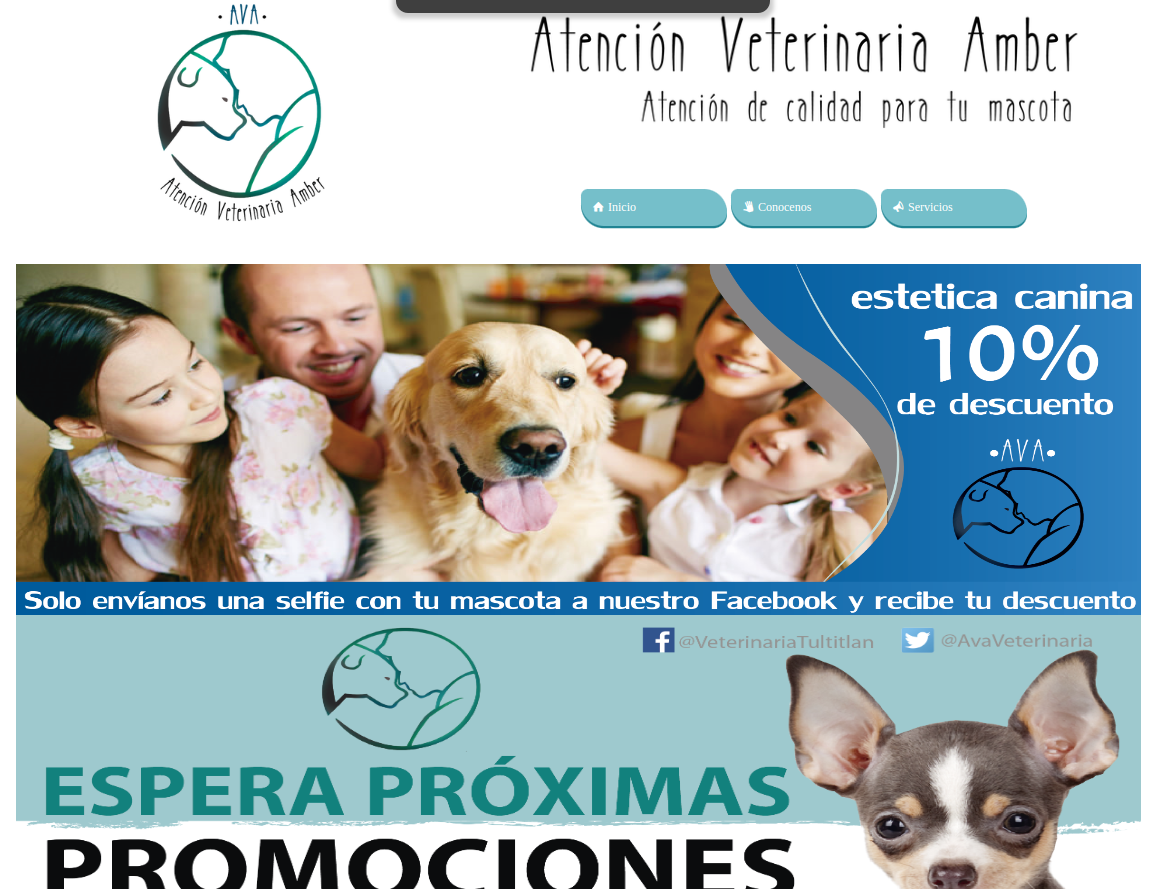 •AVA•
Atención Veterinaria Amber
Atención Veterinaria Amber
Atención de calidad para tu mascota
Inicio
Conocenos
Servicios
estetica canina
10%
de descuento
•AVA•
Solo envíanos una selfie con tu mascota a nuestro Facebook y recibe tu descuento
@VeterinariaTultitlan
@AvaVeterinaria
ESPERA PRÓXIMAS
PROMOCIONES